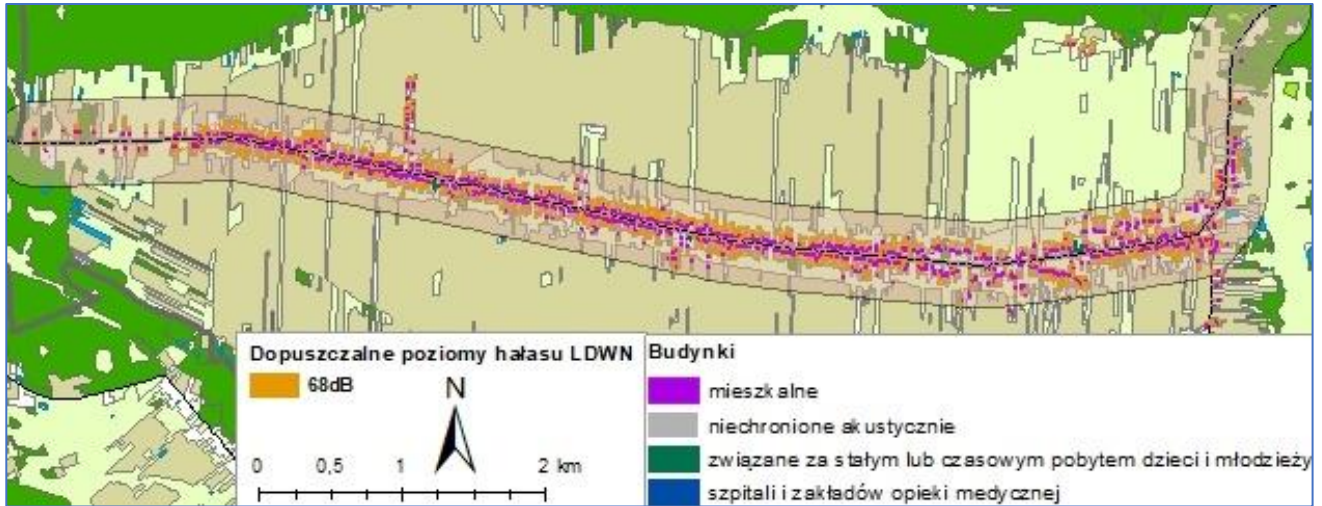 Dopuszczalne poziomy hałasu LDWN
68dB
N
0 0,5 1 2 km
Budynki
mieszkalne
niechronione akustycznie
związane za stałym lub czasowym pobytem dzieci i młodzieży
szpitali i zakładów opieki medycznej